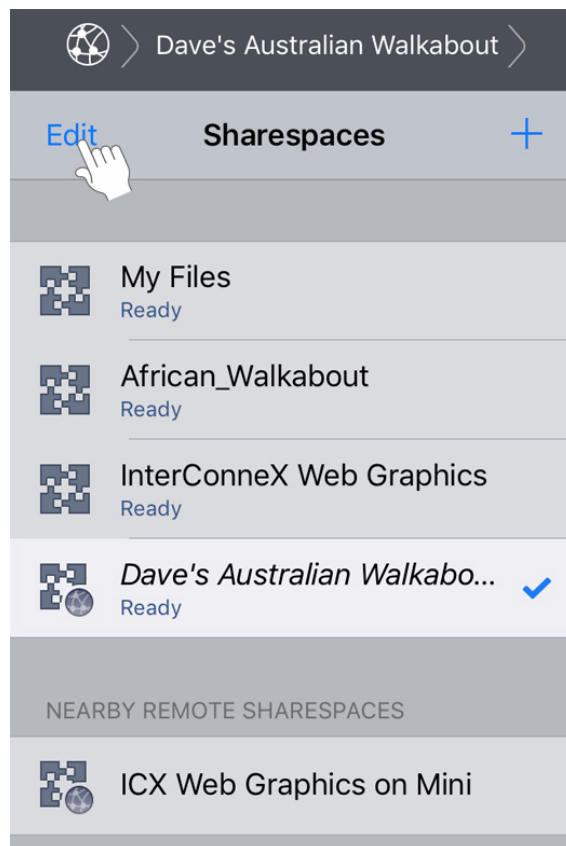 Dave's Australian Walkabout
Edit Sharespaces +
My Files
Ready
African_Walkabout
Ready
InterConneX Web Graphics
Ready
Dave's Australian Walkabo...
Ready
NEARBY REMOTE SHARESPACES
ICX Web Graphics on Mini